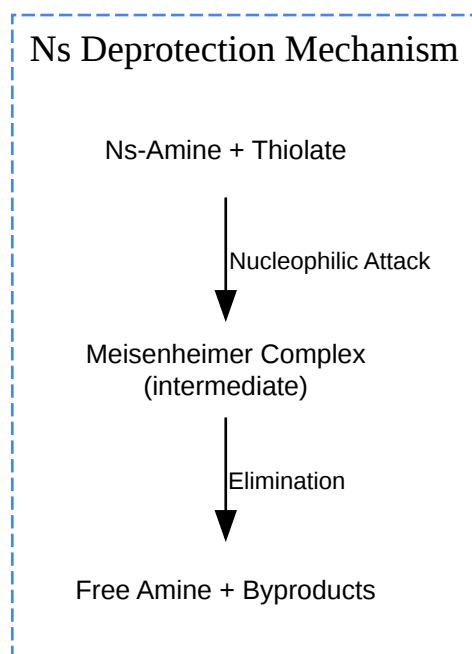 Ns Deprotection Mechanism
Ns-Amine + Thiolate
Nucleophilic Attack
Meisenheimer Complex
(intermediate)
Elimination
Free Amine + Byproducts